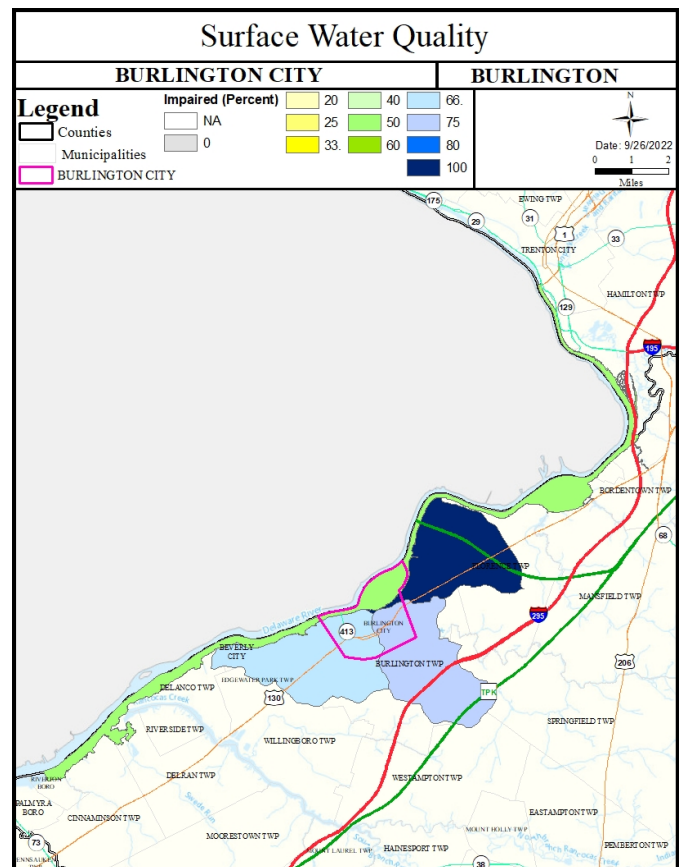 Surface Water Quality
BURLINGTON CITY
BURLINGTON
Legend
Counties
Municipalities
BURLINGTON CITY
Impaired (Percent)
NA
0
20
25
33.
40
50
60
66.
75
80
100
N
Date: 9/26/2022
0 1 2
Miles
175
29
31
EWING TWP
1
33
TRENTON CITY
129
HAMILTON TWP
195
BORDENTOWN TWP
68
MANSFIELD TWP
295
Delaware River
413
BURLINGTON
CITY
BEVERLY
CITY
BURLINGTON TWP
206
EDGEWATER PARK TWP
DELANCO TWP
130
TPK
SPRINGFIELD TWP
RIVERSIDE TWP
WILLINGBORO TWP
DELRAN TWP
WESTAMPTON TWP
RIVERTON
BORO
PALMYRA
BORO
CINNAMINSON TWP
EASTAMPTON TWP
MOUNT HOLLY TWP
MOORESTOWN TWP
73
MOUNT LAUREL TWP
HAINESPORT TWP
PEMBERTON TWP
38